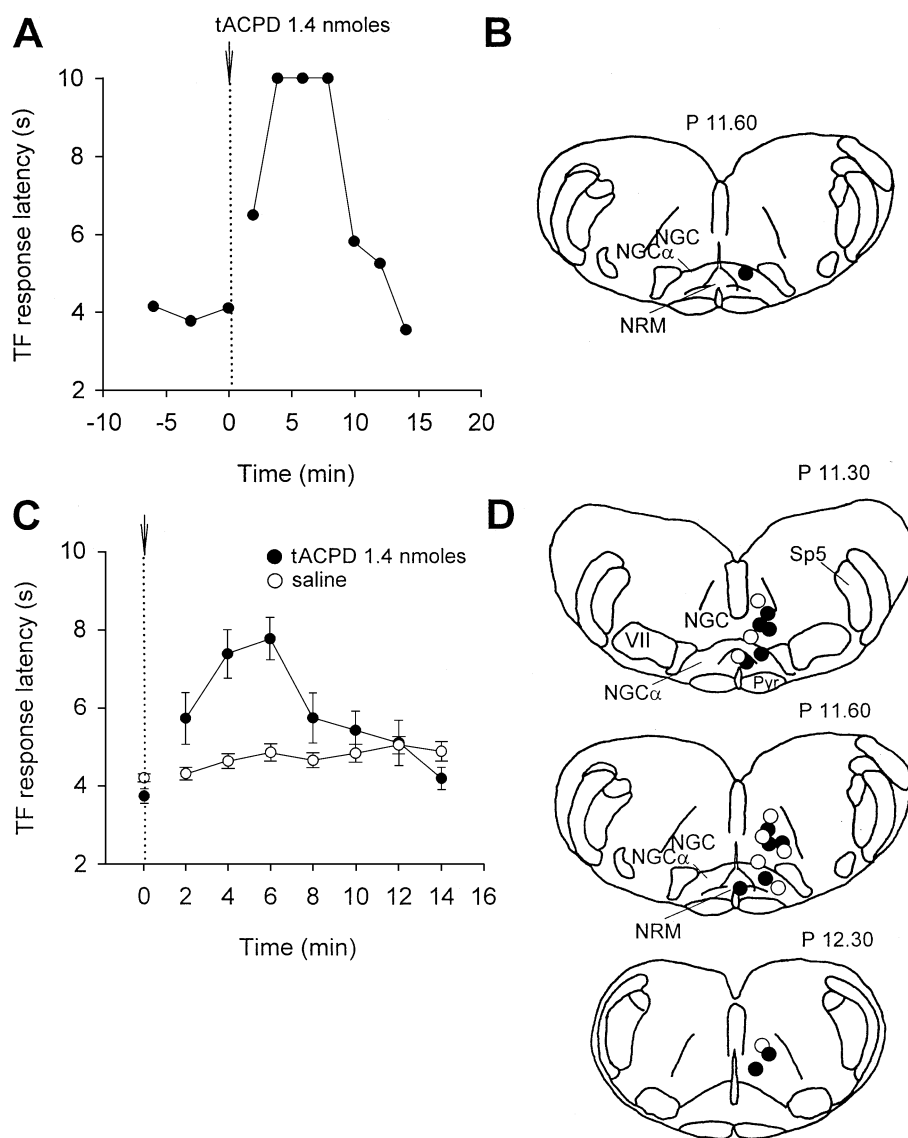 A
tACPD 1.4 nmoles
10
8
6
4
2
TF response latency (s)
-10 -5 0 5 10 15 20
Time (min)
B
P 11.60
NGC
NGCα
NRM
C
10
8
6
4
2
TF response latency (s)
tACPD 1.4 nmoles
saline
0 2 4 6 8 10 12 14 16
Time (min)
D
P 11.30
Sp5
NGC
VII
NGCα
Pyr
P 11.60
NGC
NGCα
NRM
P 12.30